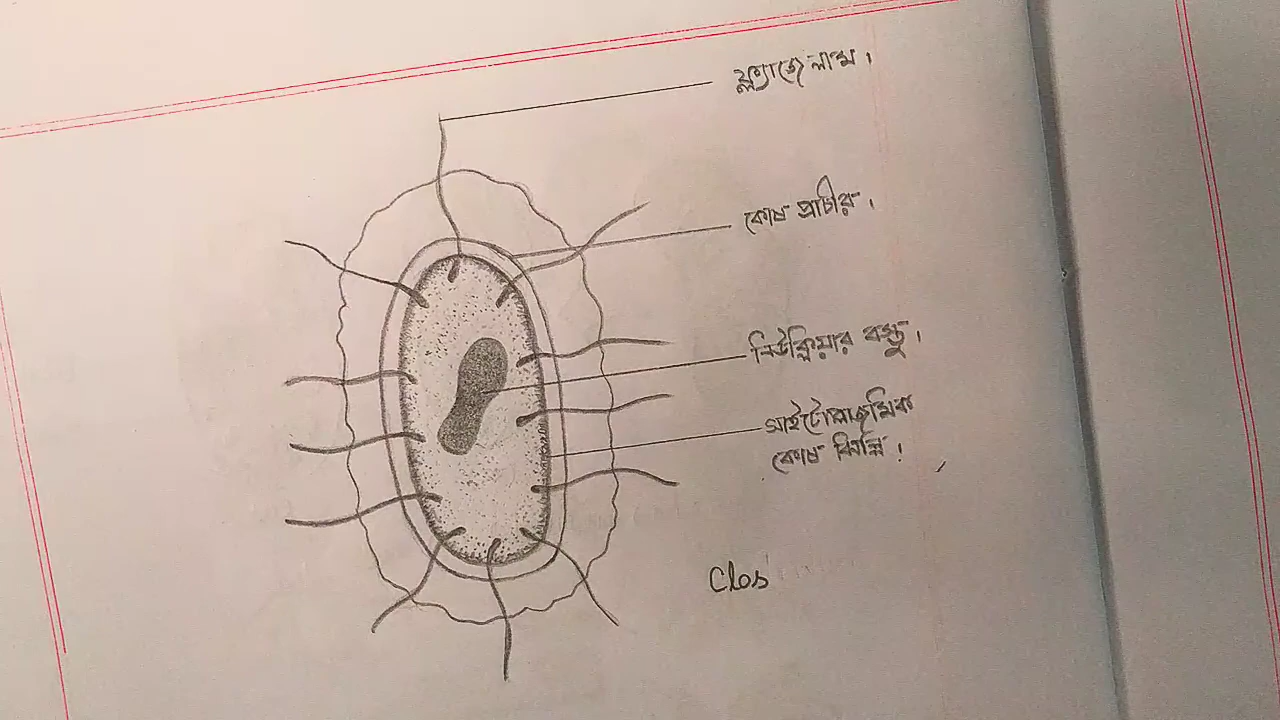 ফ্ল্যাজেলাম।
কোষ প্রাচীর।
নিউক্লিয়ার বস্তু।
সাইটোপ্লাজমিক
কোষ ঝিল্লি।
Clos